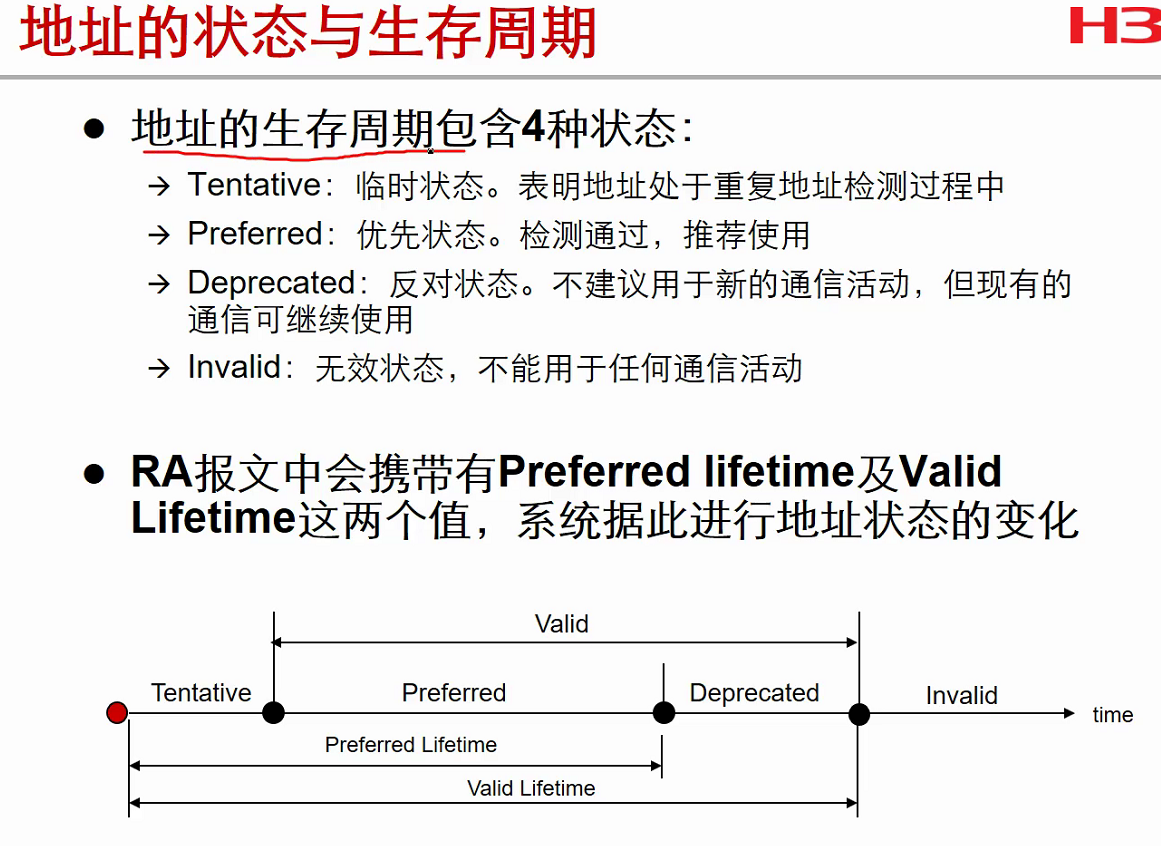 地址的状态与生存周期
H3
地址的生存周期包含4种状态：
Tentative：临时状态。表明地址处于重复地址检测过程中
Preferred：优先状态。检测通过，推荐使用
Deprecated：反对状态。不建议用于新的通信活动，但现有的
通信可继续使用
Invalid：无效状态，不能用于任何通信活动
RA报文中会携带有Preferred lifetime及Valid
Lifetime这两个值，系统据此进行地址状态的变化
Valid
Tentative
Preferred
Deprecated
Invalid
time
Preferred Lifetime
Valid Lifetime